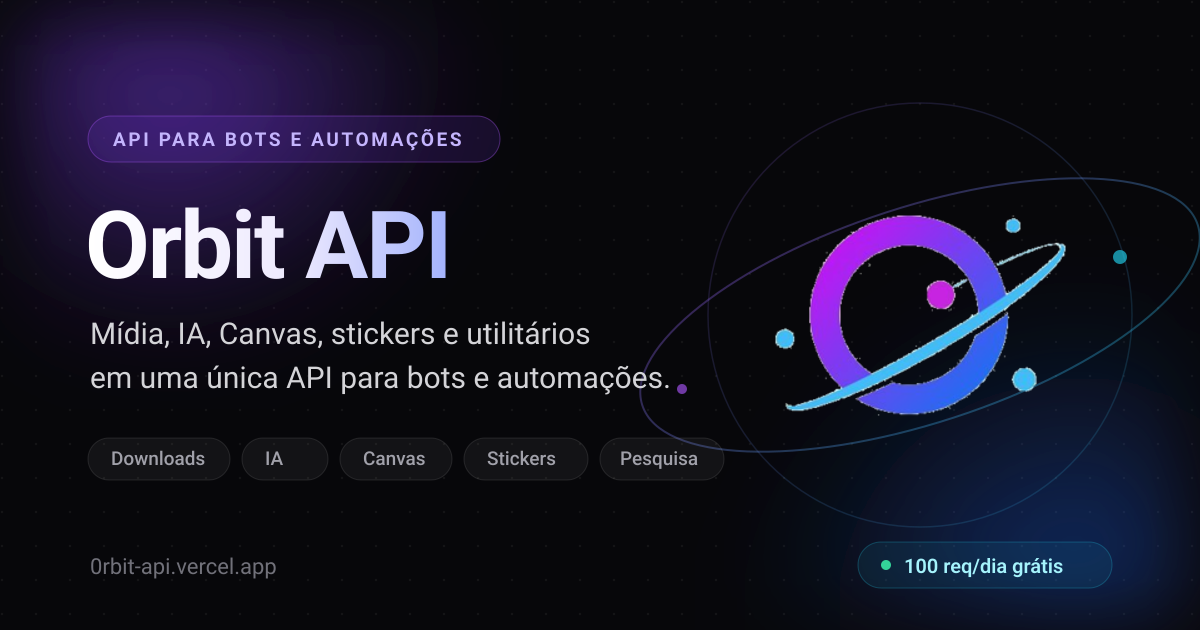 API PARA BOTS E AUTOMAÇÕES
Orbit API
Mídia, IA, Canvas, stickers e utilitários
em uma única API para bots e automações.
Downloads IA Canvas Stickers Pesquisa
0rbit-api.vercel.app
100 req/dia grátis